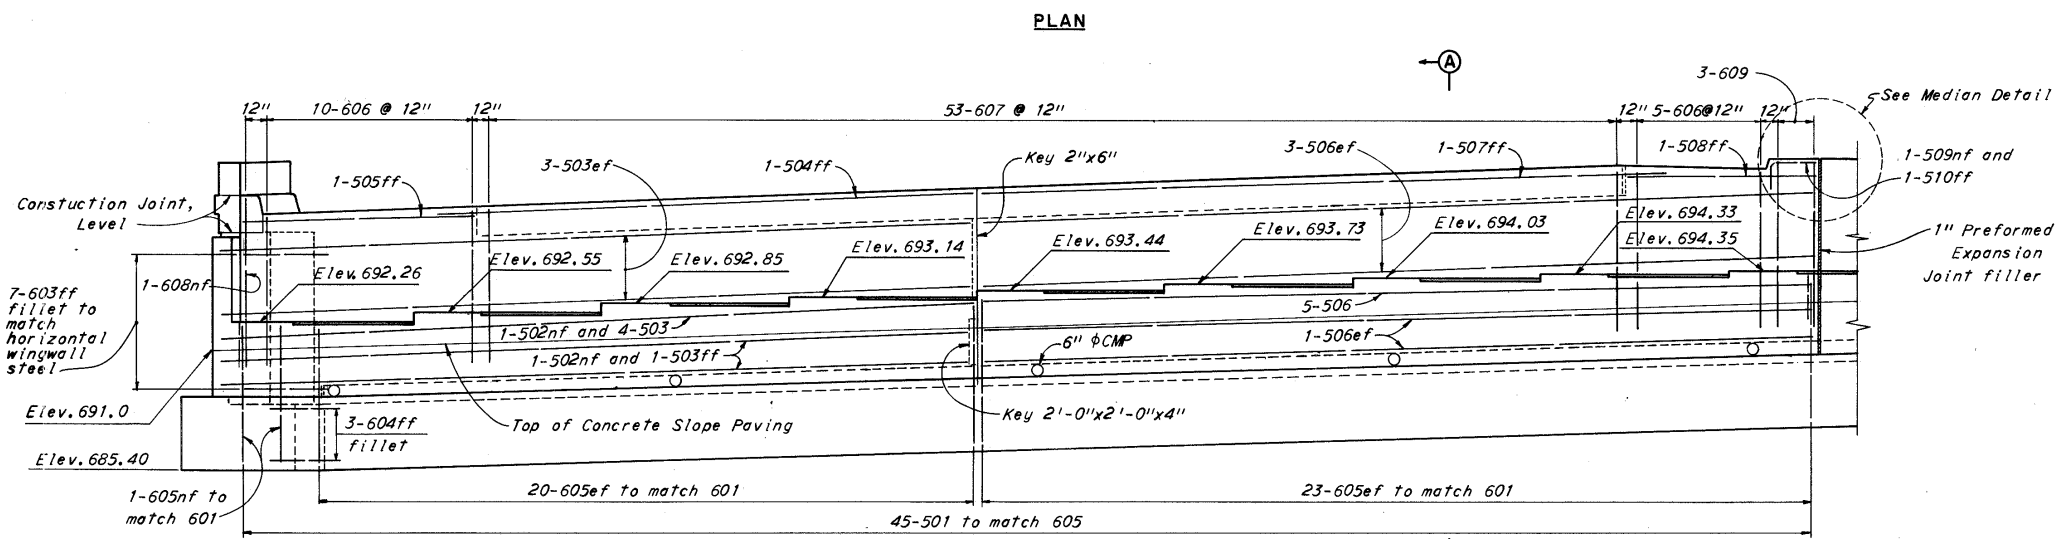 PLAN
A
3-609
See Median Detail
12"
10-606 @ 12"
12"
53-607 @ 12"
12"
5-606@12"
12"
3-503ef
1-504ff
Key 2"x6"
3-506ef
1-507ff
1-508ff
1-509nf and
1-510ff
1-505ff
Constuction Joint,
Level
Elev.692.26
Elev.692.55
Elev.692.85
Elev.693.14
Elev.693.44
Elev.693.73
Elev.694.03
Elev.694.33
Elev.694.35
1" Preformed
Expansion
Joint filler
1-608nf
7-603ff
fillet to
match
horizontal
wingwall
steel
1-502nf and 4-503
5-506
1-502nf and 1-503ff
6" ϕCMP
1-506ef
Elev.691.0
3-604ff
fillet
Top of Concrete Slope Paving
Key 2'-0"x2'-0"x4"
Elev.685.40
1-605nf to
match 601
20-605ef to match 601
23-605ef to match 601
45-501 to match 605